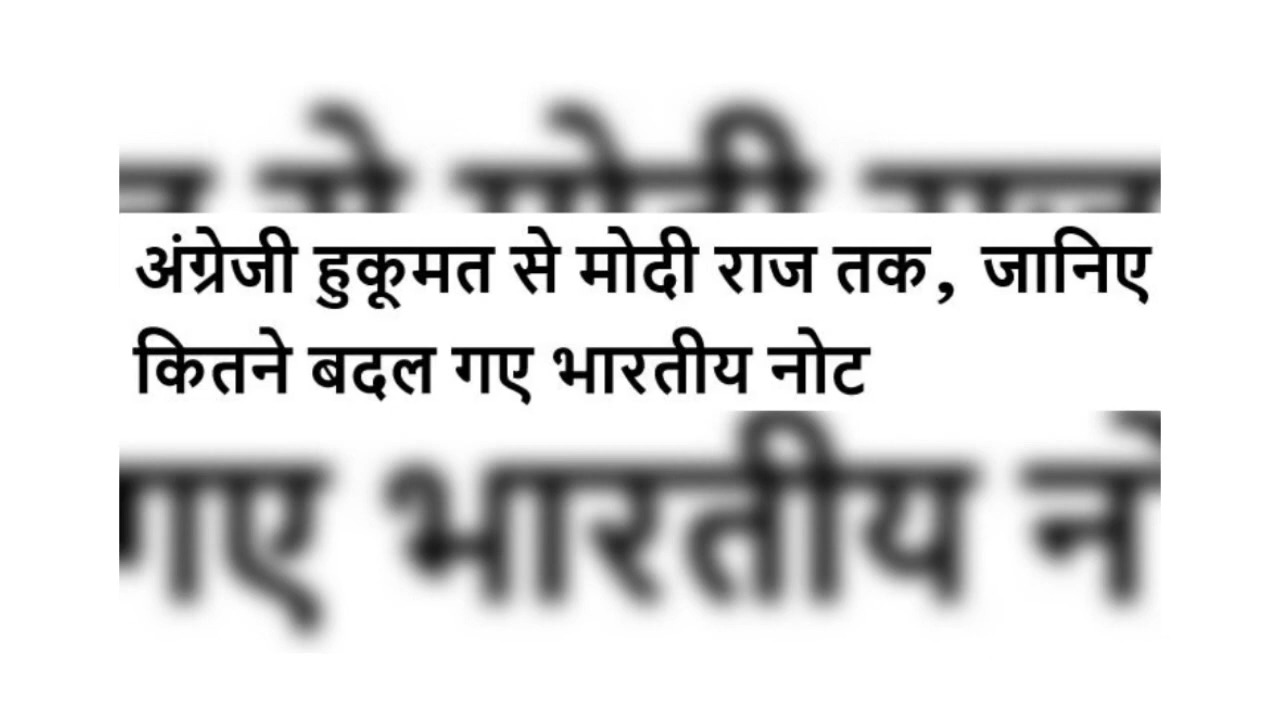 अंग्रेजी हुकूमत से मोदी राज तक, जानिए
कितने बदल गए भारतीय नोट